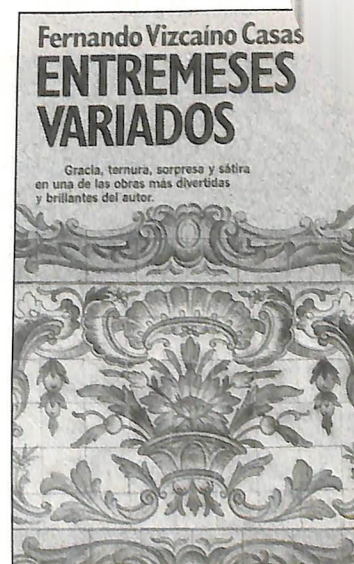 Fernando Vizcaíno Casas
ENTREMESES
VARIADOS
Gracia, ternura, sorpresa y sátira
en una de las obras más divertidas
y brillantes del autor.